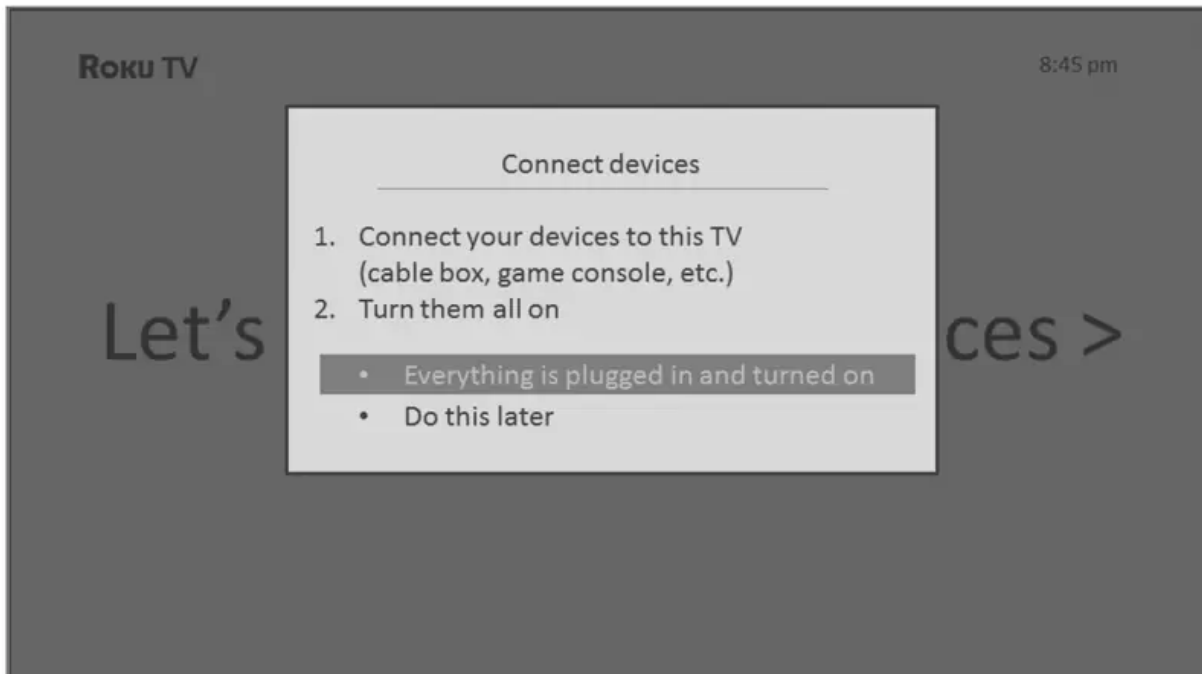 Roku TV
8:45 pm
Connect devices
1. Connect your devices to this TV
(cable box, game console, etc.)
2. Turn them all on
Let's ces >
• Everything is plugged in and turned on
• Do this later